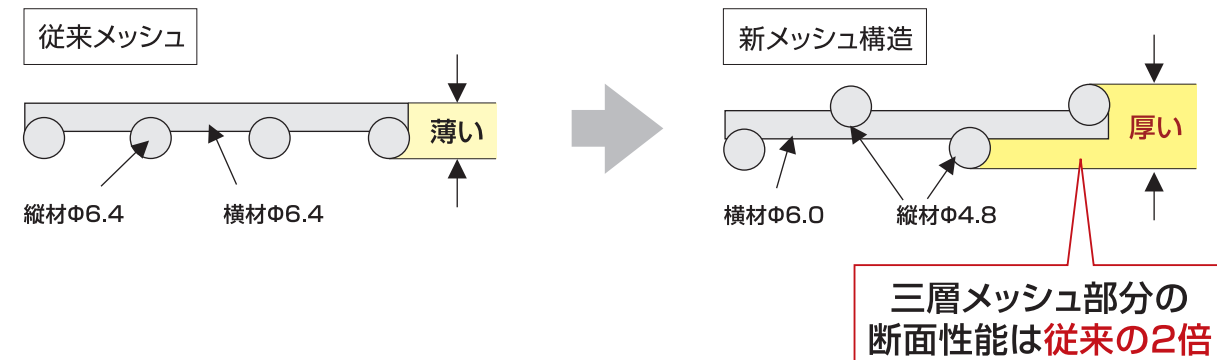 従来メッシュ
新メッシュ構造
薄い
厚い
縦材Φ6.4
横材Φ6.4
横材Φ6.0
縦材Φ4.8
三層メッシュ部分の
断面性能は従来の2倍